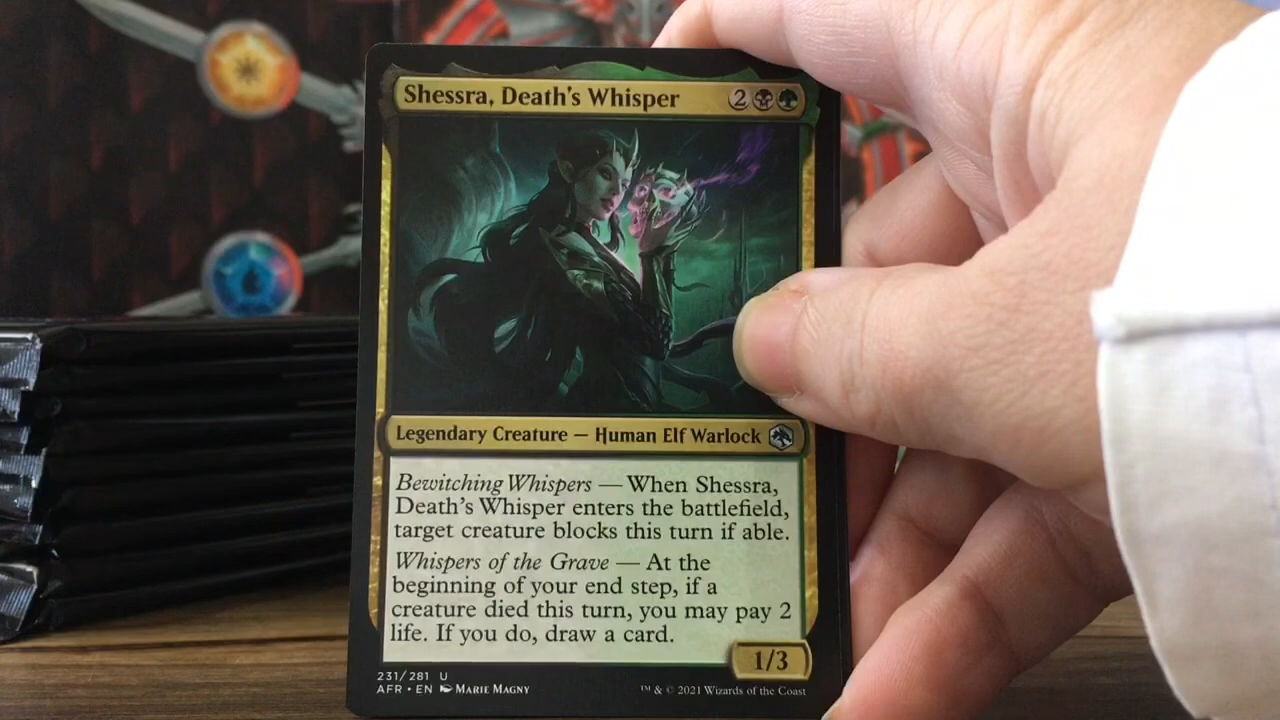 Shessra, Death's Whisper 2
Legendary Creature — Human Elf Warlock
Bewitching Whispers — When Shessra,
Death's Whisper enters the battlefield,
target creature blocks this turn if able.
Whispers of the Grave — At the
beginning of your end step, if a
creature died this turn, you may pay 2
life. If you do, draw a card.
1/3
231/281 U
AFR • EN Marie Magny
™ & © 2021 Wizards of the Coast